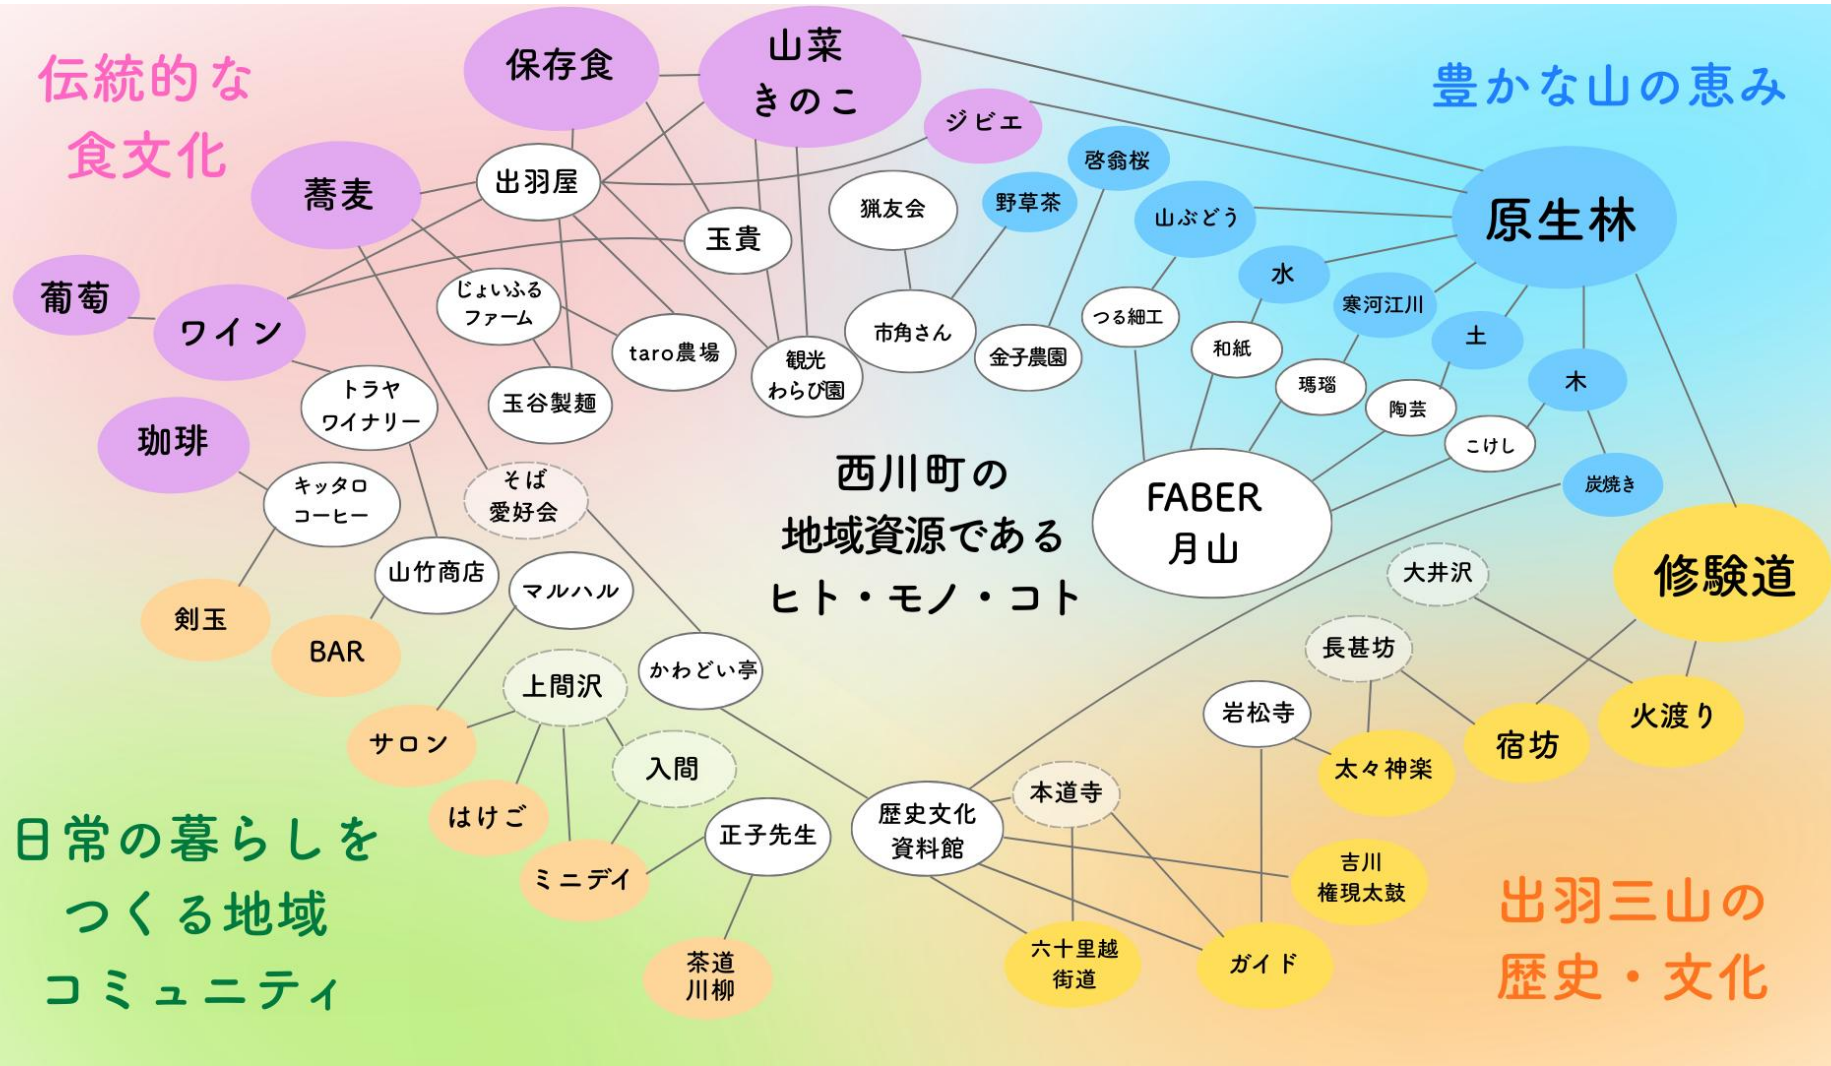 伝統的な
食文化
保存食
山菜
きのこ
豊かな山の恵み
ジビエ
啓翁桜
出羽屋
蕎麦
猟友会
野草茶
山ぶどう
原生林
玉貴
水
葡萄
ワイン
じょいふる
ファーム
寒河江川
市角さん
つる細工
和紙
土
taro農場
観光
わらび園
金子農園
瑪瑙
木
トラヤ
ワイナリー
玉谷製麺
陶芸
こけし
珈琲
キッタロ
コーヒー
そば
愛好会
西川町の
地域資源である
ヒト・モノ・コト
FABER
月山
炭焼き
修験道
大井沢
山竹商店
マルハル
剣玉
BAR
かわどい亭
長甚坊
上間沢
岩松寺
火渡り
サロン
入間
太々神楽
宿坊
本道寺
はけご
正子先生
歴史文化
資料館
日常の暮らしを
つくる地域
コミュニティ
ミニデイ
吉川
権現太鼓
出羽三山の
歴史・文化
茶道
川柳
六十里越
街道
ガイド